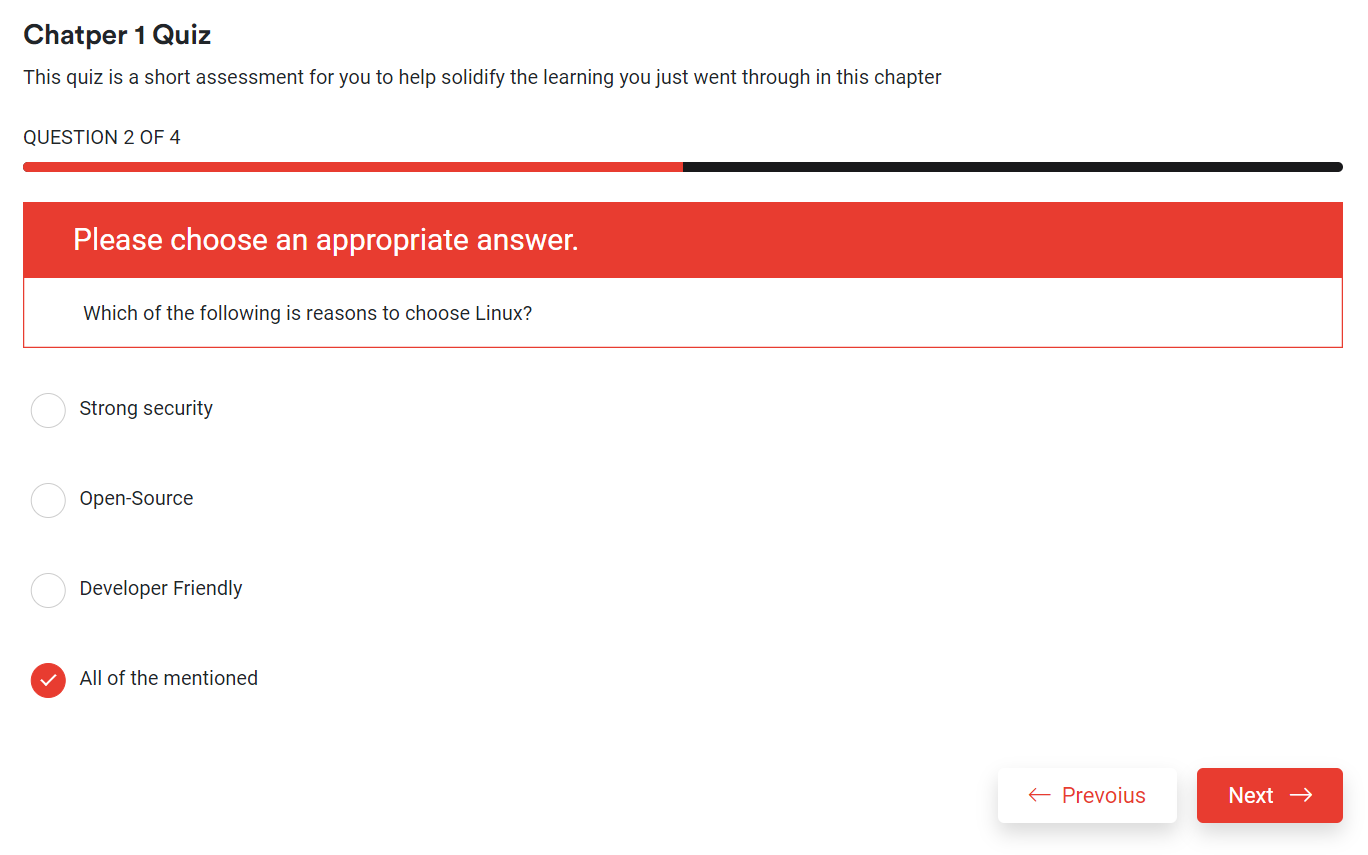 Chatper 1 Quiz
This quiz is a short assessment for you to help solidify the learning you just went through in this chapter
QUESTION 2 OF 4
Please choose an appropriate answer.
Which of the following is reasons to choose Linux?
Strong security
Open-Source
Developer Friendly
All of the mentioned
Prevoius
Next